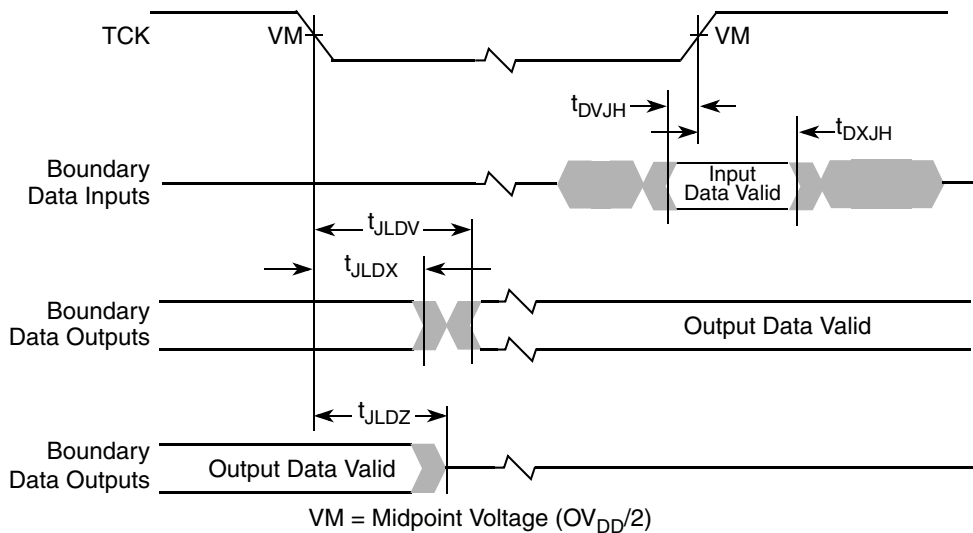 TCK
VM
VM
tDVJH
tDXJH
Boundary
Data Inputs
Input
Data Valid
tJLDV
tJLDX
Boundary
Data Outputs
Output Data Valid
tJLDZ
Boundary
Data Outputs
Output Data Valid
VM = Midpoint Voltage (OVDD/2)